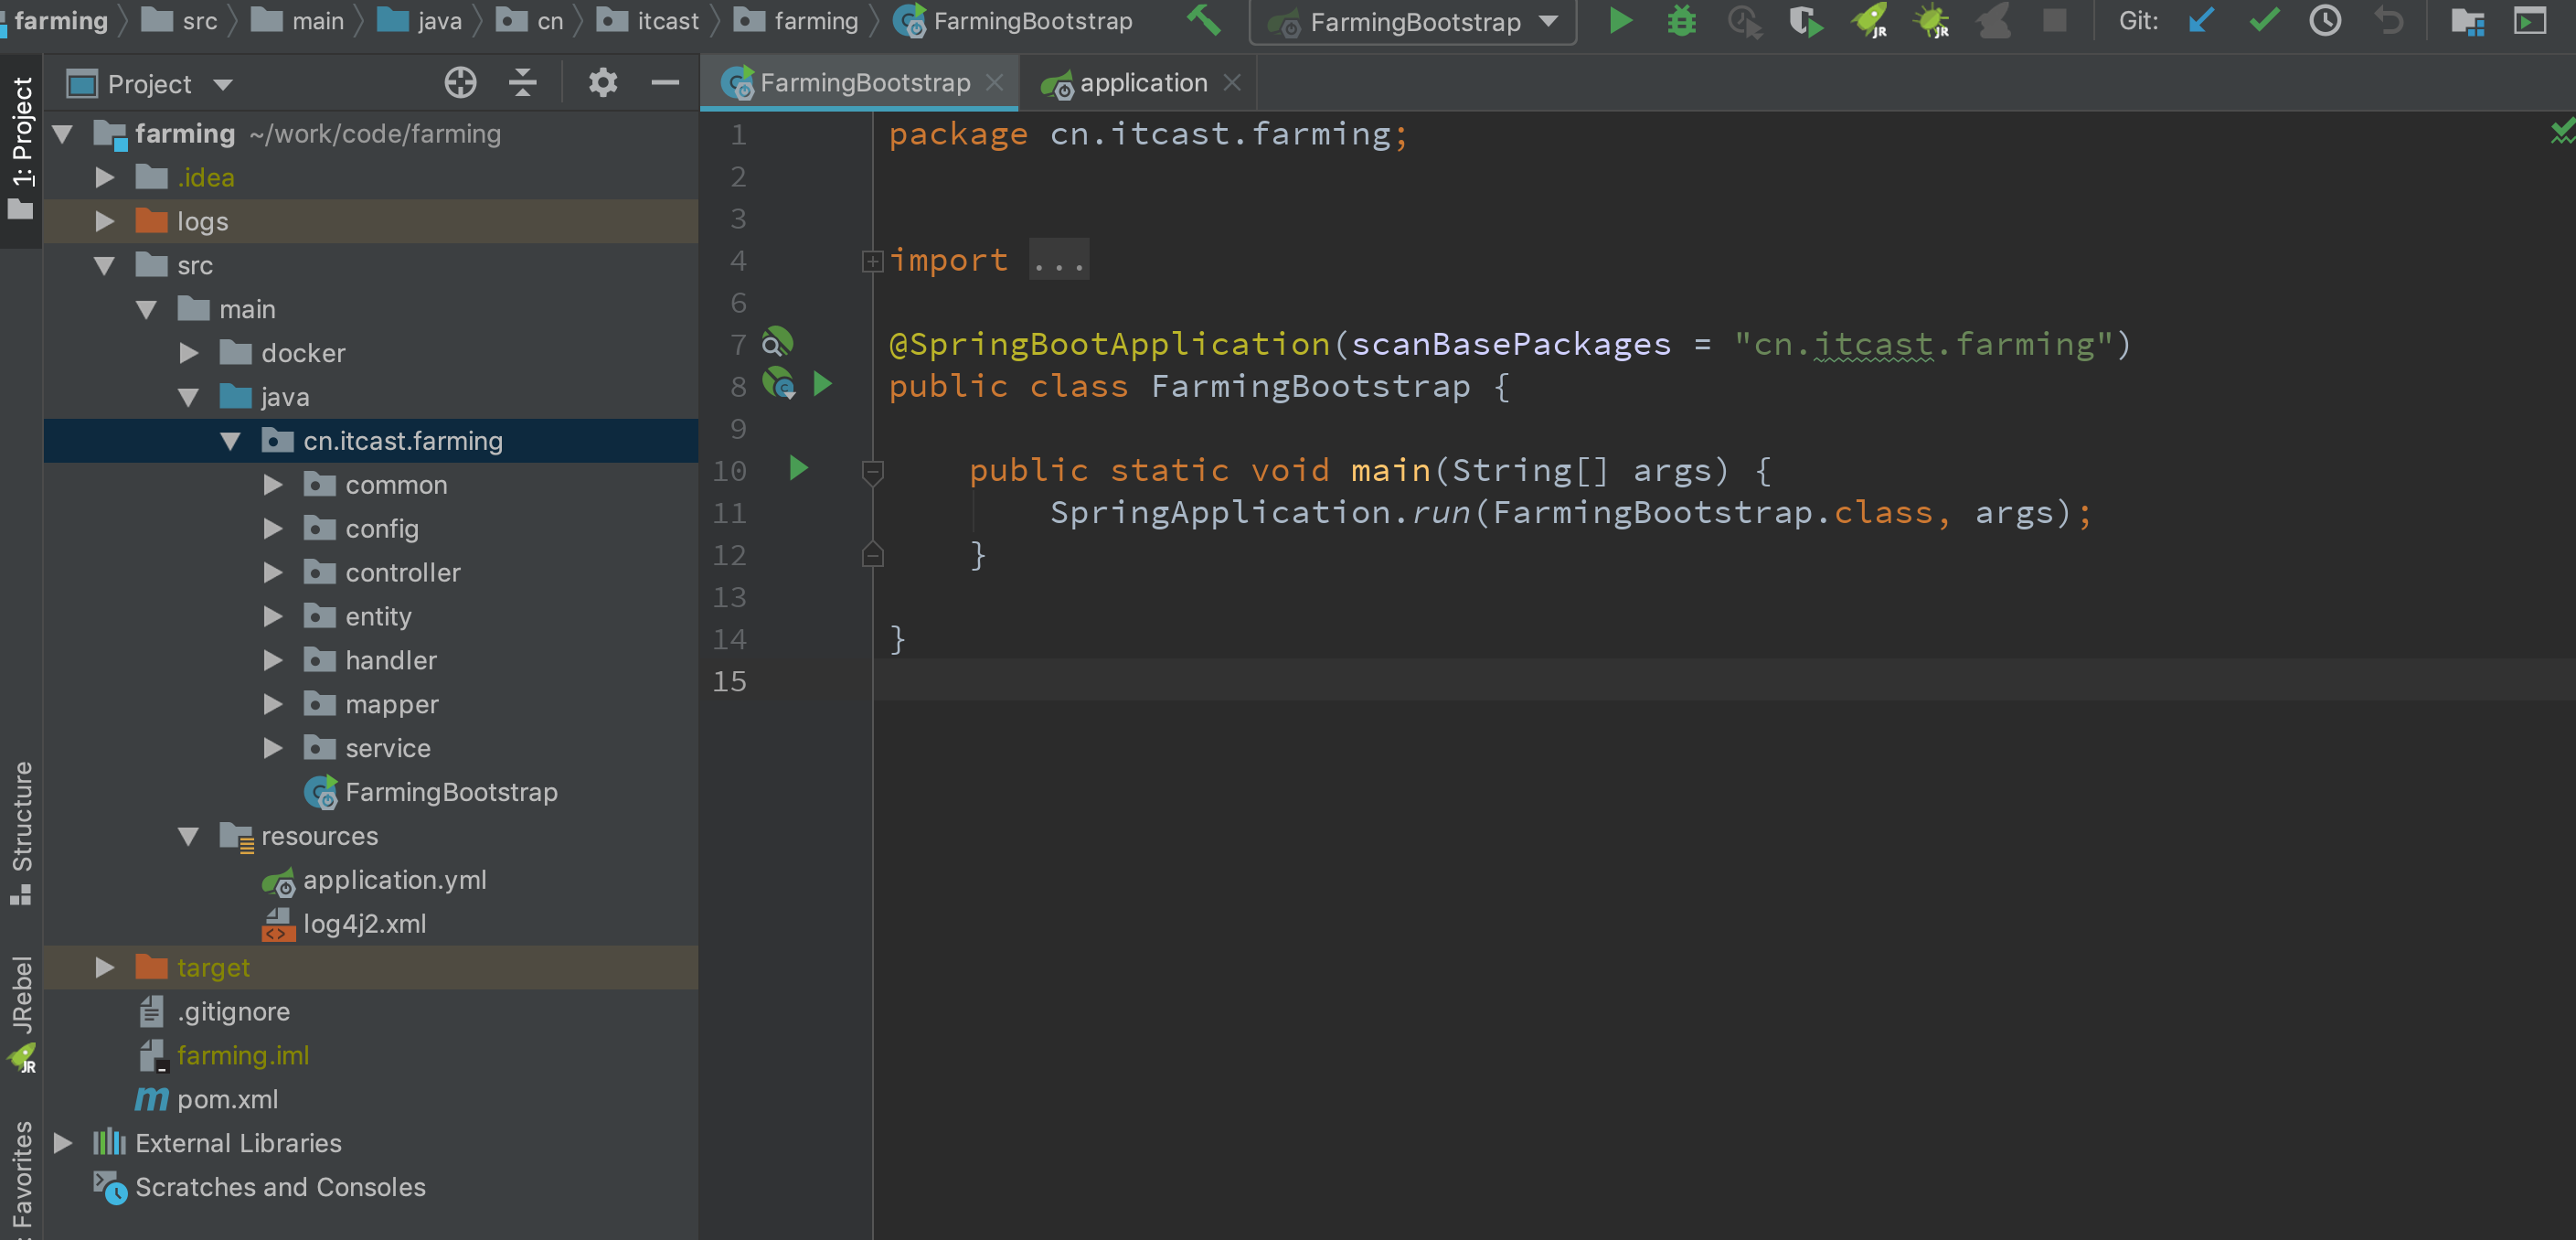 farming src main java cn itcast farming FarmingBootstrap
FarmingBootstrap
JR JR
Git:
1: Project
Structure
JRebel
JR
Favorites
Project
farming ~/work/code/farming
.idea
logs
src
main
docker
java
cn.itcast.farming
common
config
controller
entity
handler
mapper
service
FarmingBootstrap
resources
application.yml
log4j2.xml
target
.gitignore
farming.iml
pom.xml
External Libraries
Scratches and Consoles
FarmingBootstrap application
1 package cn.itcast.farming;
2
3
4 import ...
6
7 @SpringBootApplication(scanBasePackages = "cn.itcast.farming")
8 public class FarmingBootstrap {
9
10 public static void main(String[] args) {
11 SpringApplication.run(FarmingBootstrap.class, args);
12 }
13
14 }
15